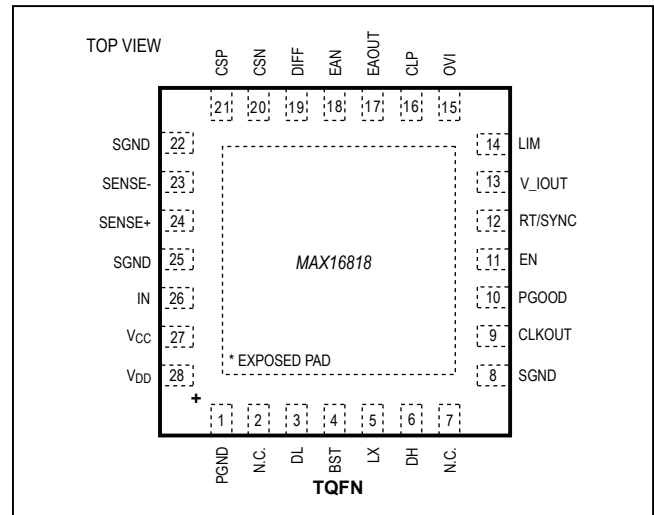 TOP VIEW
CSP
CSN
DIFF
EAN
EAOUT
CLP
OVI
21
20
19
18
17
16
15
SGND 22
SENSE- 23
SENSE+ 24
SGND 25
IN 26
VCC 27
VDD 28
14 LIM
13 V_IOUT
12 RT/SYNC
11 EN
10 PGOOD
9 CLKOUT
8 SGND
MAX16818
* EXPOSED PAD
+
1
2
3
4
5
6
7
PGND
N.C.
DL
BST
LX
DH
N.C.
TQFN